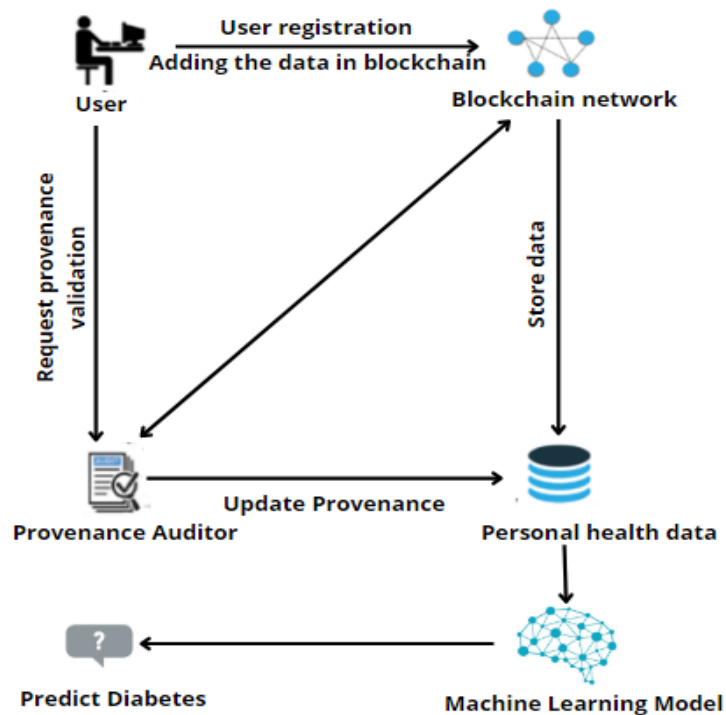 User registration
Adding the data in blockchain
User
Blockchain network
Request provenance
validation
Store data
AUDIT
Provenance Auditor
Update Provenance
Personal health data
?
Predict Diabetes
Machine Learning Model